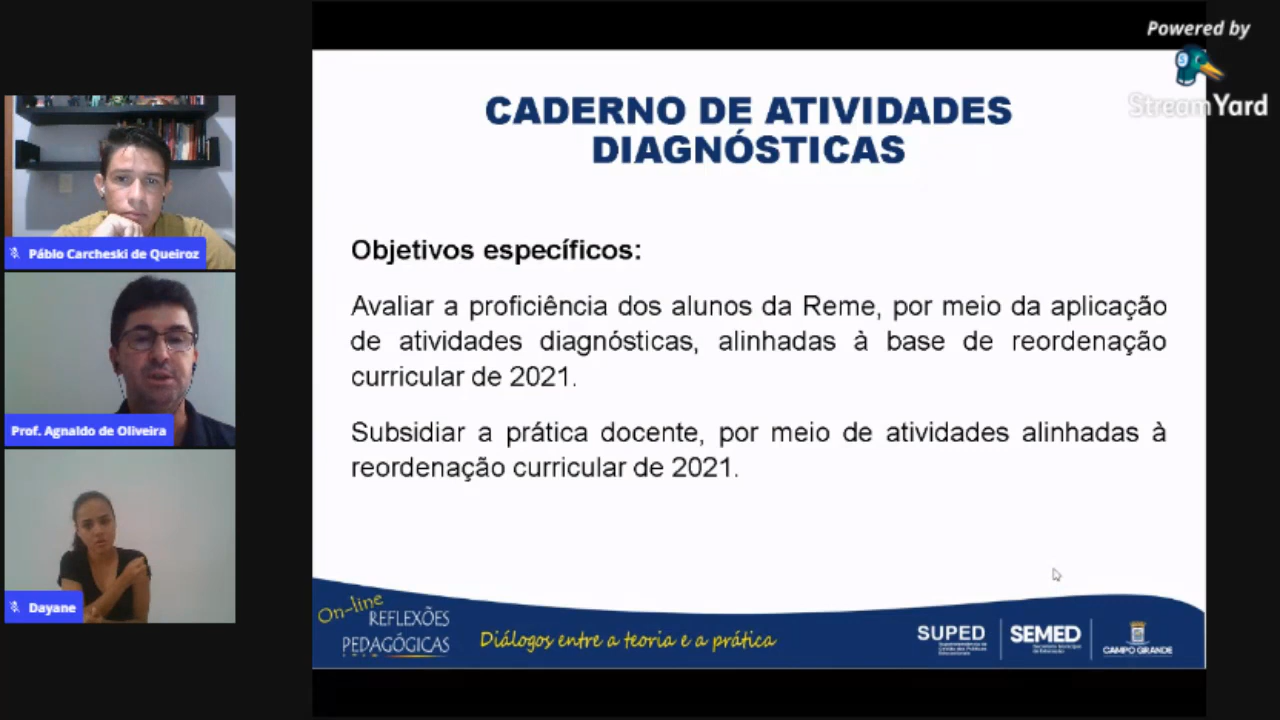 Powered by
StreamYard
CADERNO DE ATIVIDADES
DIAGNÓSTICAS
Objetivos específicos:
Avaliar a proficiência dos alunos da Reme, por meio da aplicação
de atividades diagnósticas, alinhadas à base de reordenação
curricular de 2021.
Subsidiar a prática docente, por meio de atividades alinhadas à
reordenação curricular de 2021.
Páblo Carcheski de Queiroz
Prof. Agnaldo de Oliveira
Dayane
On-line
REFLEXÕES
PEDAGÓGICAS
Diálogos entre a teoria e a prática
SUPED
SEMED
CAMPO GRANDE